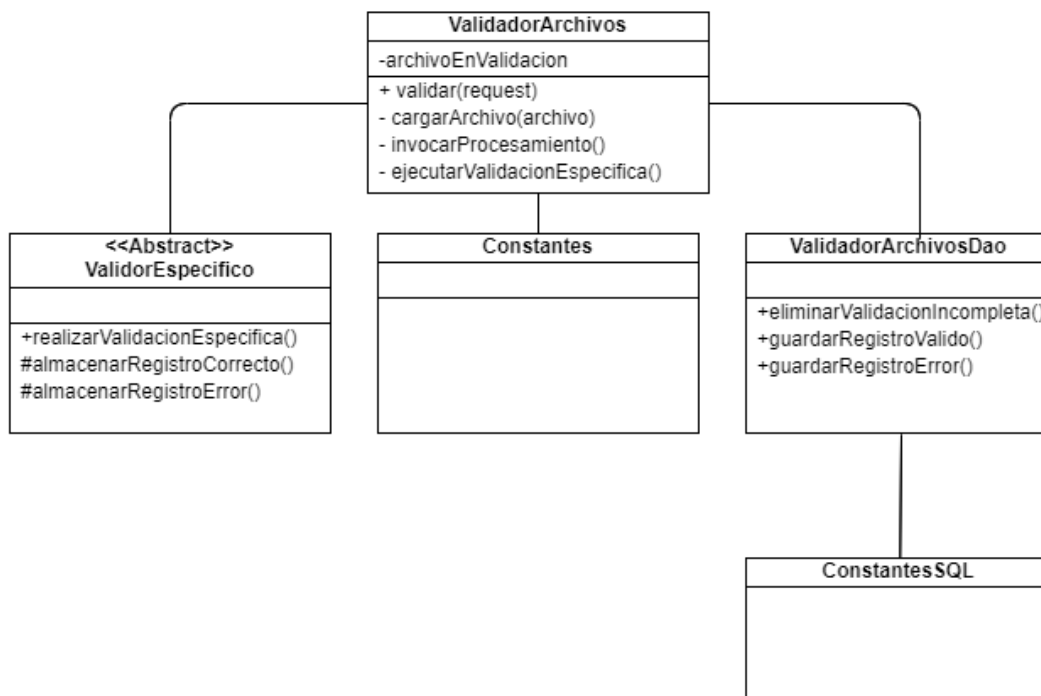 ValidadorArchivos
-archivoEnValidacion
+ validar(request)
- cargarArchivo(archivo)
- invocarProcesamiento()
- ejecutarValidacionEspecifica()
<<Abstract>>
ValidorEspecifico
+realizarValidacionEspecifica()
#almacenarRegistroCorrecto()
#almacenarRegistroError()
Constantes
ValidadorArchivosDao
+eliminarValidacionIncompleta()
+guardarRegistroValido()
+guardarRegistroError()
ConstantesSQL